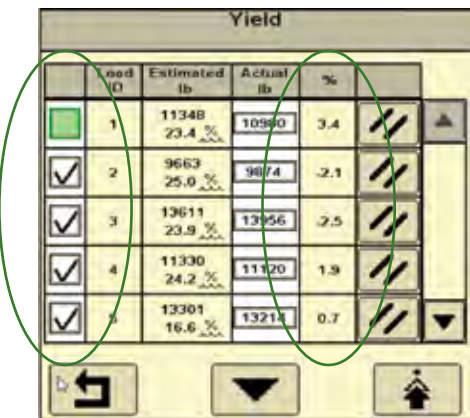 Yield
Load ID Estimated lb Actual lb %
1 11348 23.4 % 10980 3.4
2 9663 25.0 % 9874 -2.1
3 13611 23.9 % 13956 -2.5
4 11330 24.2 % 11120 1.9
5 13301 16.6 % 13214 0.7